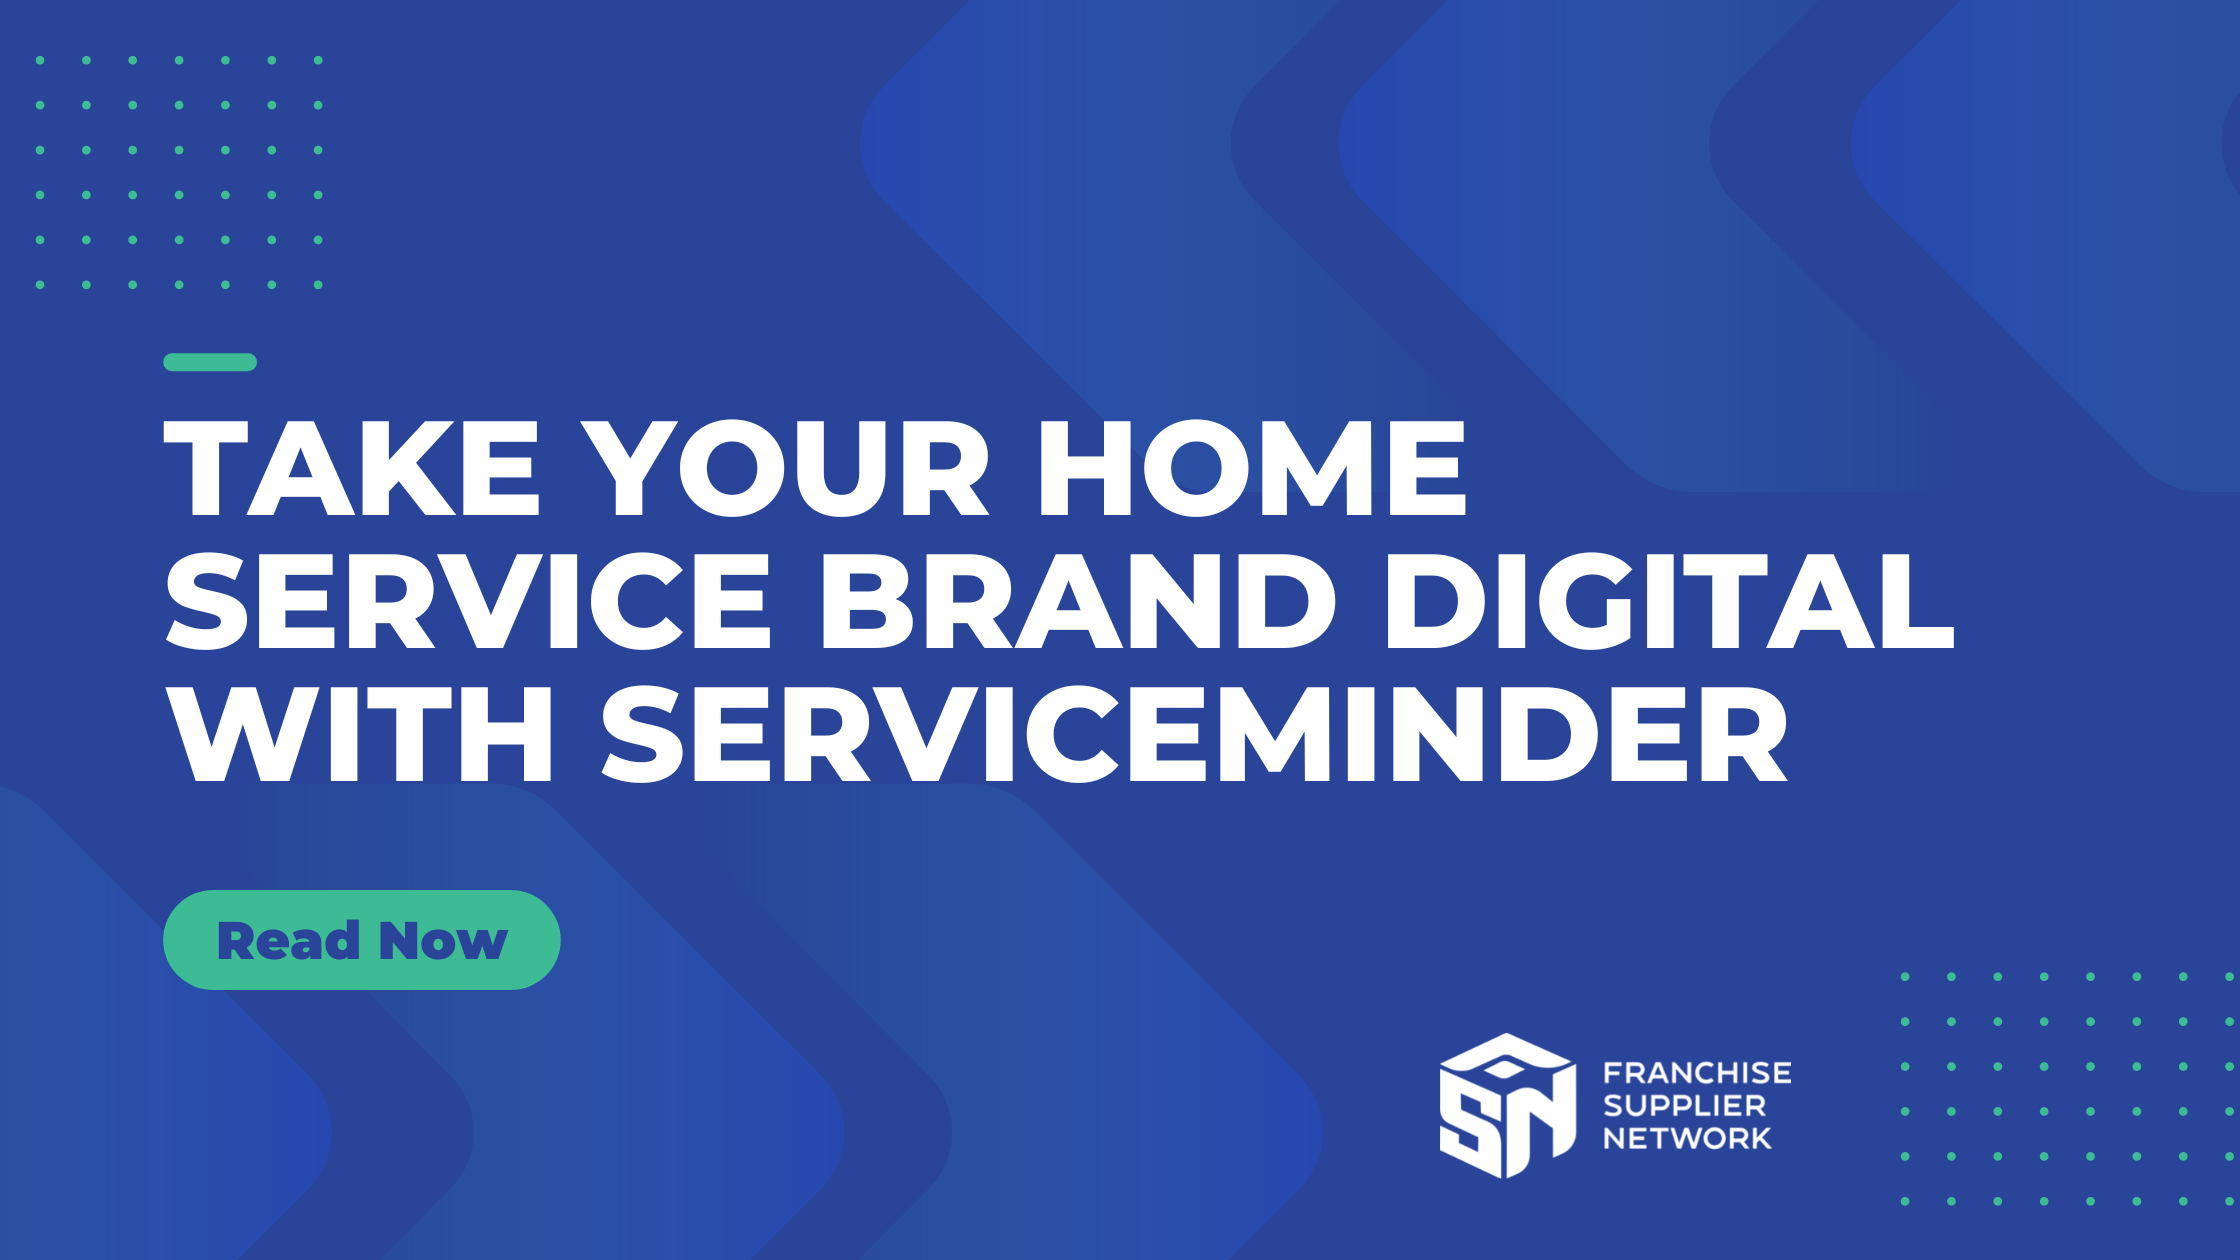 TAKE YOUR HOME
SERVICE BRAND DIGITAL
WITH SERVICEMINDER
Read Now
FRANCHISE
SUPPLIER
NETWORK